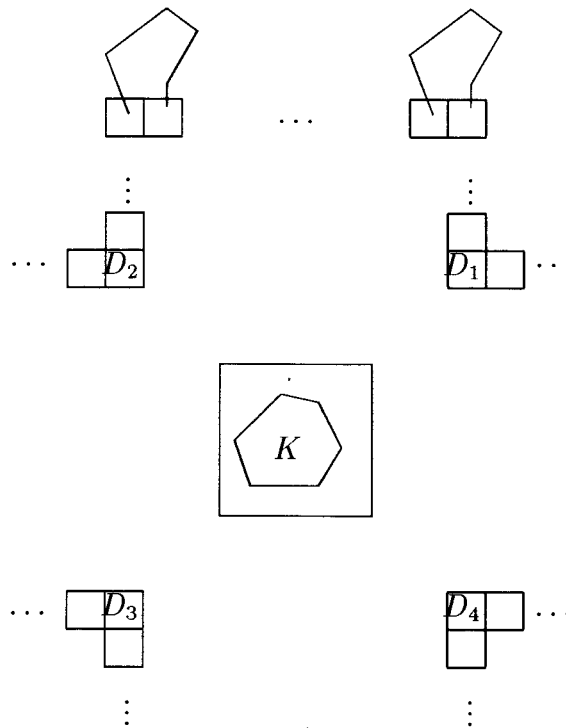 ...
⋮ ⋮
... D₂ D₁ ...
K
... D₃ D₄ ...
⋮ ⋮